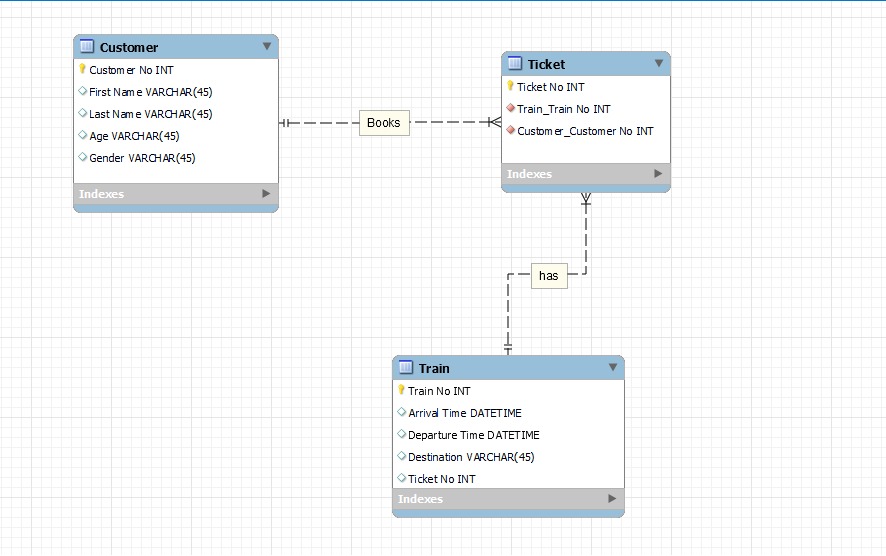 Customer
Customer No INT
First Name VARCHAR(45)
Last Name VARCHAR(45)
Age VARCHAR(45)
Gender VARCHAR(45)
Indexes
Books
Ticket
Ticket No INT
Train_Train No INT
Customer_Customer No INT
Indexes
has
Train
Train No INT
Arrival Time DATETIME
Departure Time DATETIME
Destination VARCHAR(45)
Ticket No INT
Indexes